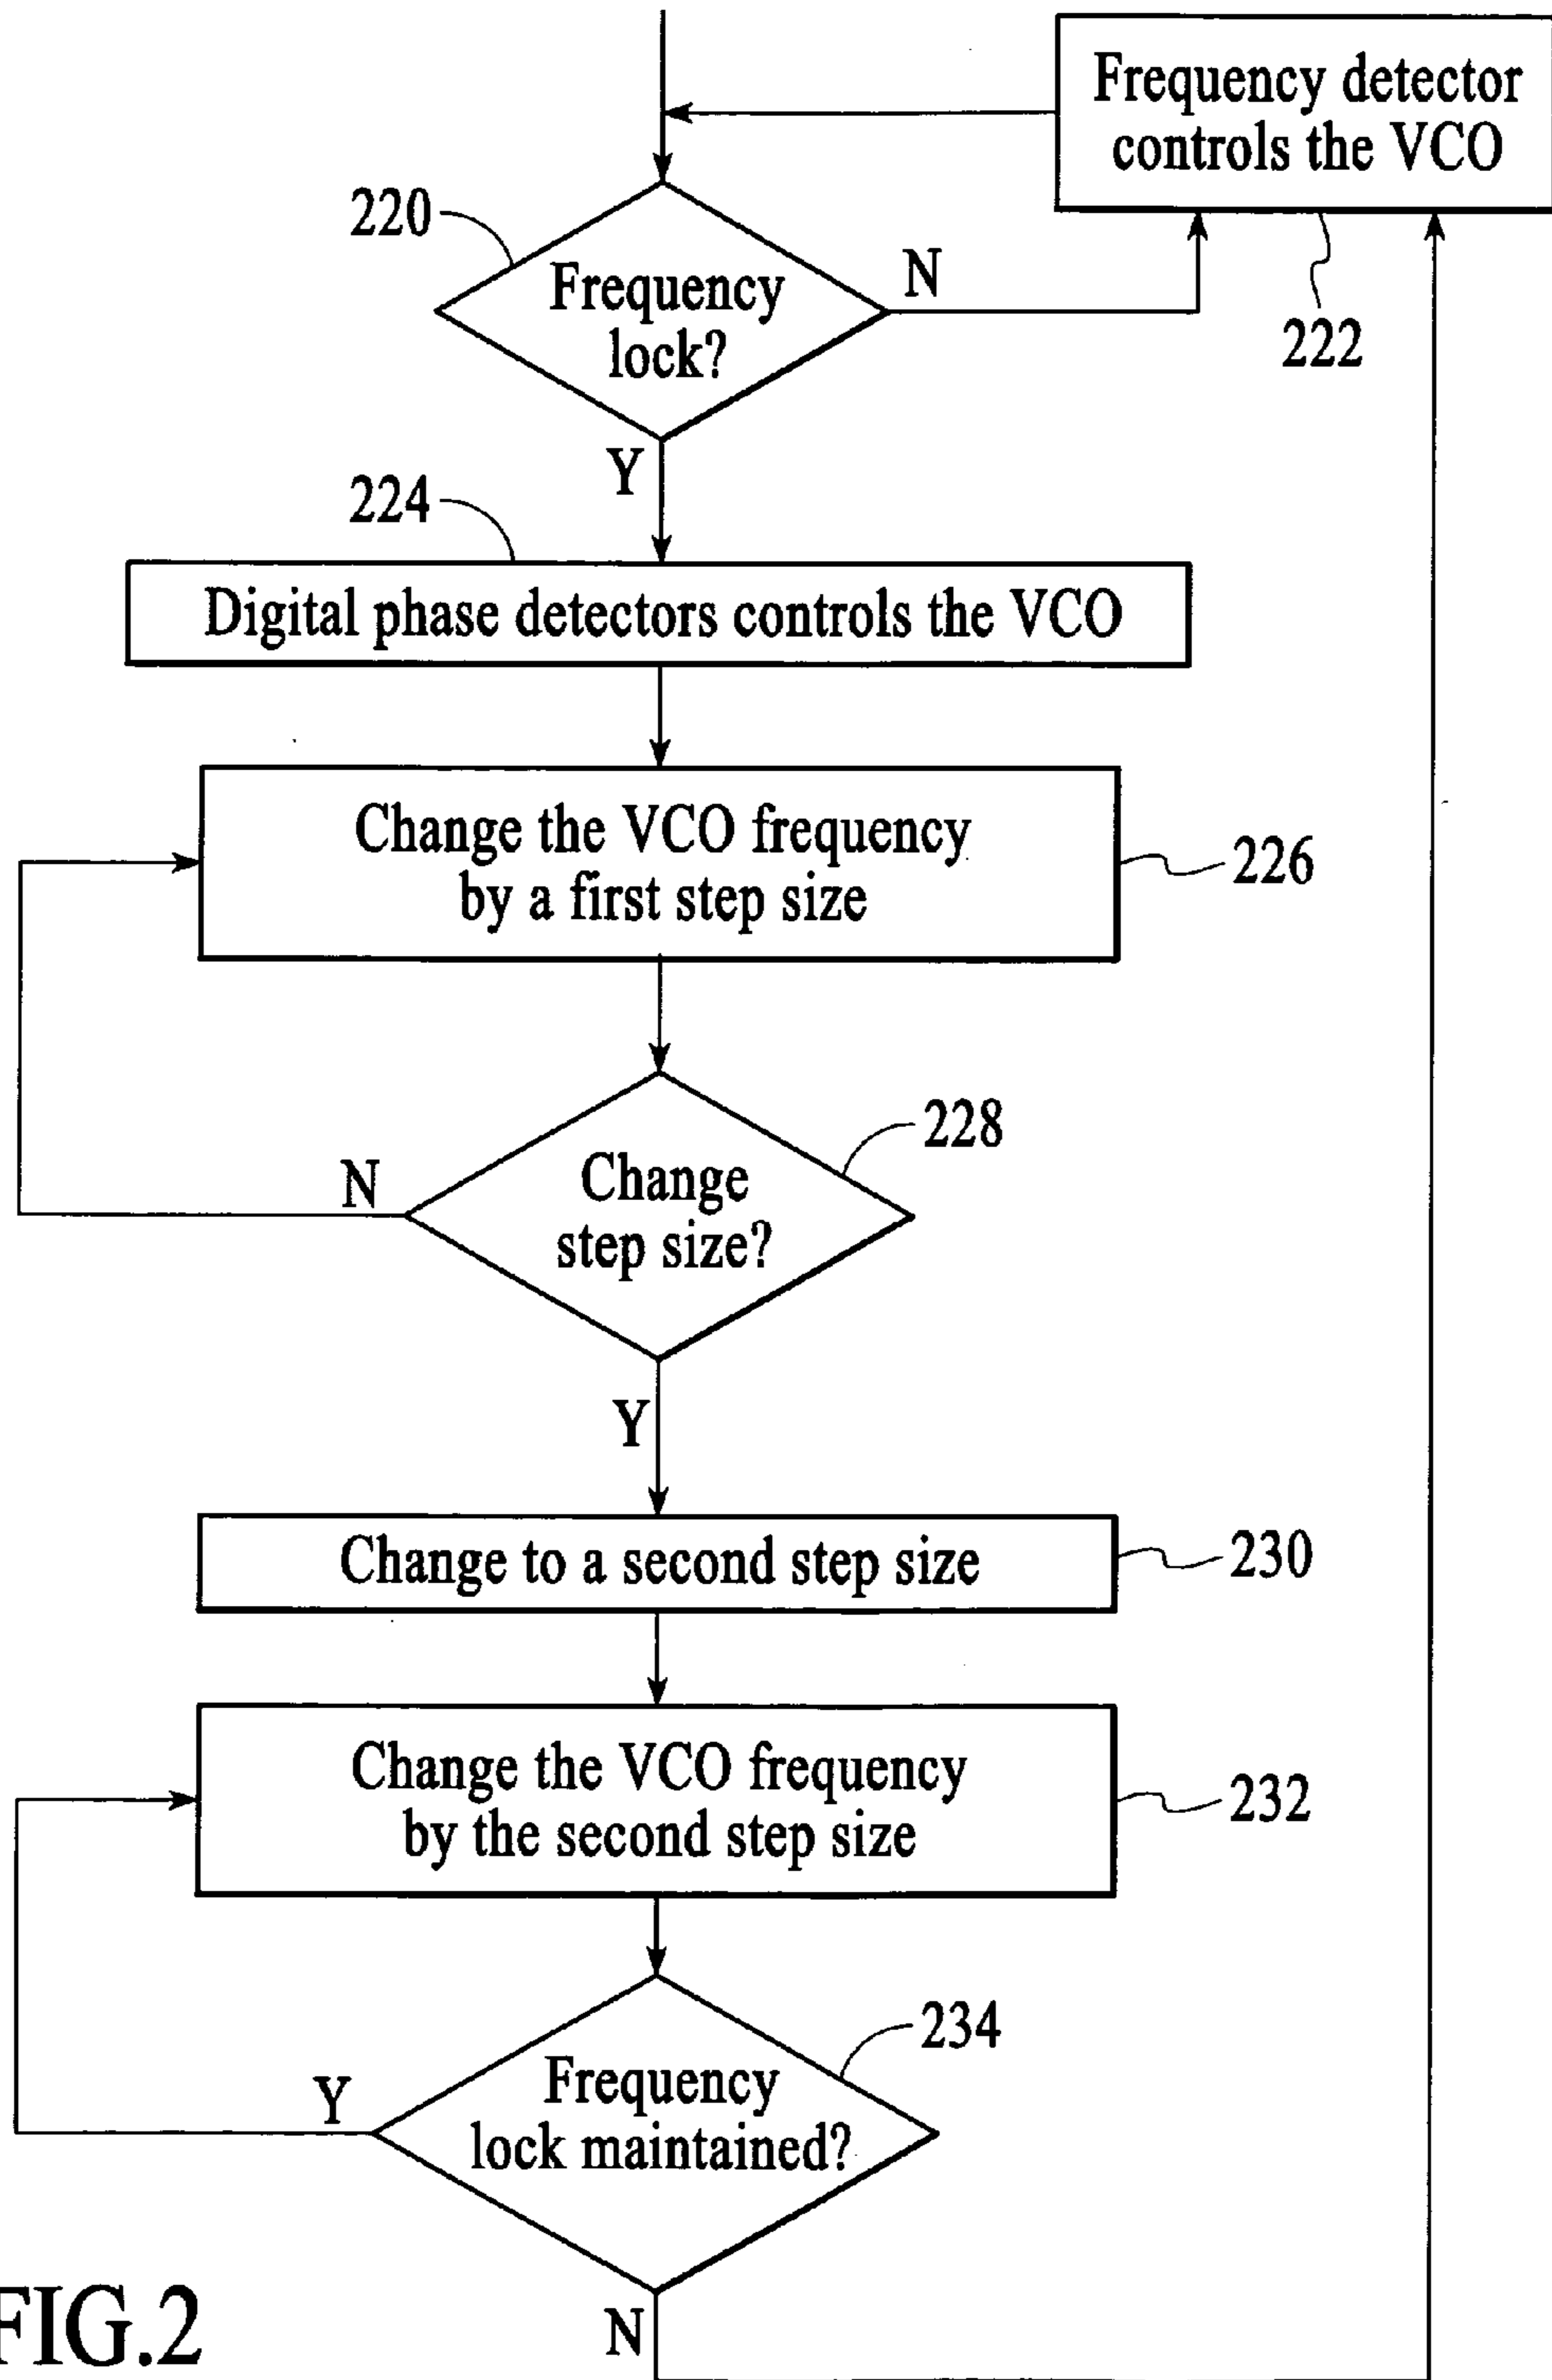 Frequency detector
controls the VCO
220
Frequency
lock?
N
222
Y
224
Digital phase detectors controls the VCO
Change the VCO frequency
by a first step size
226
228
Change
step size?
N
Y
Change to a second step size
230
Change the VCO frequency
by the second step size
232
234
Frequency
lock maintained?
Y
N
FIG.2